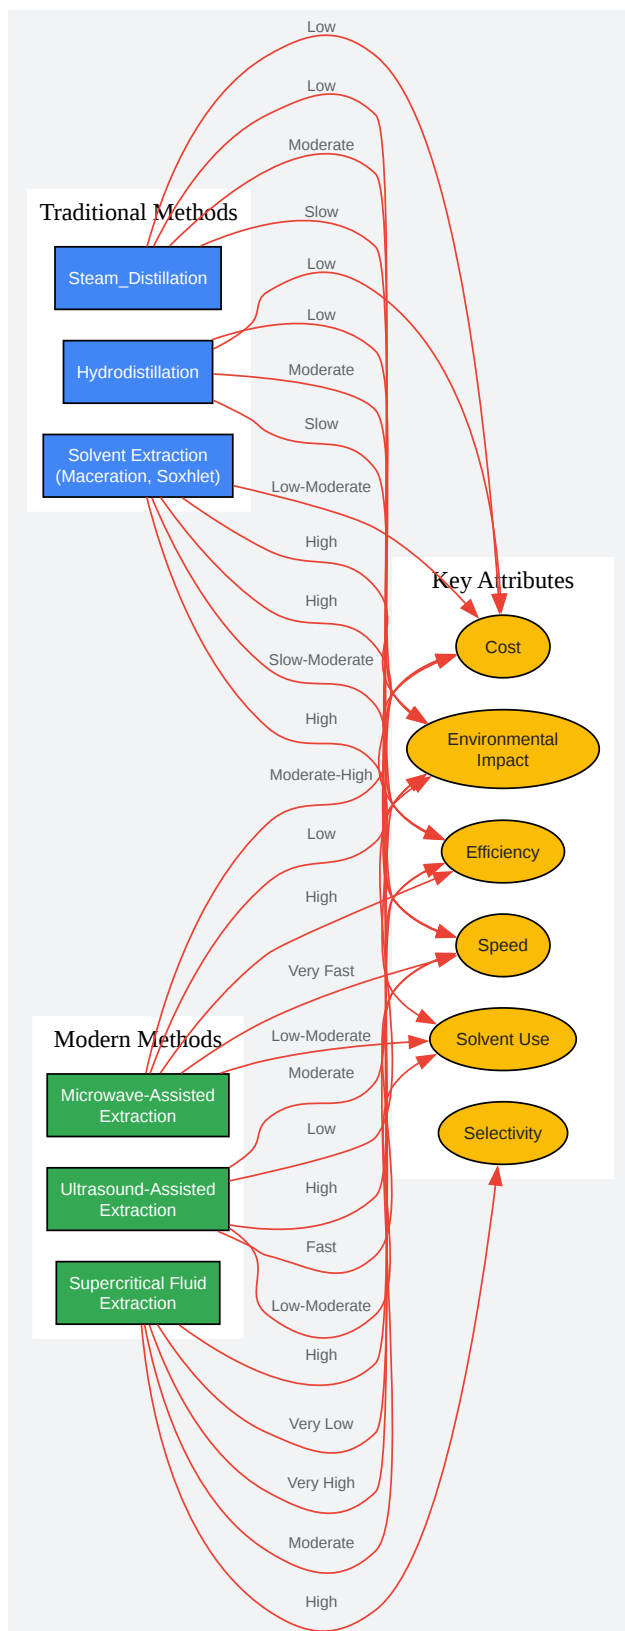 Low
Low
Moderate
Slow
Traditional Methods
Steam_Distillation
Low
Low
Hydrodistillation
Moderate
Slow
Solvent Extraction
(Maceration, Soxhlet)
Low-Moderate
High
High
Slow-Moderate
High
Moderate-High
Low
High
Very Fast
Key Attributes
Cost
Environmental
Impact
Efficiency
Speed
Solvent Use
Selectivity
Modern Methods
Low-Moderate
Moderate
Microwave-Assisted
Extraction
Low
Ultrasound-Assisted
Extraction
High
Fast
Supercritical Fluid
Extraction
Low-Moderate
High
Very Low
Very High
Moderate
High